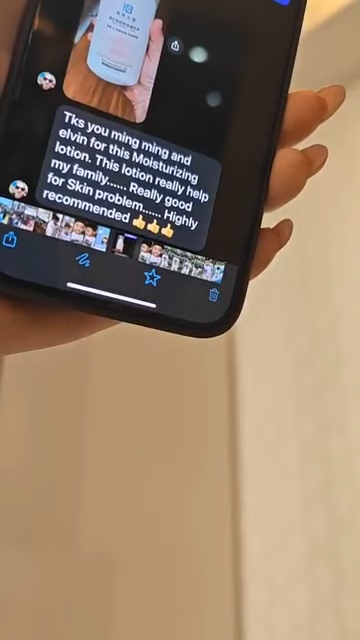 Tks you ming ming and
elvin for this Moisturizing
lotion. This lotion really help
my family...... Really good
for Skin problem...... Highly
recommended 👍👍👍